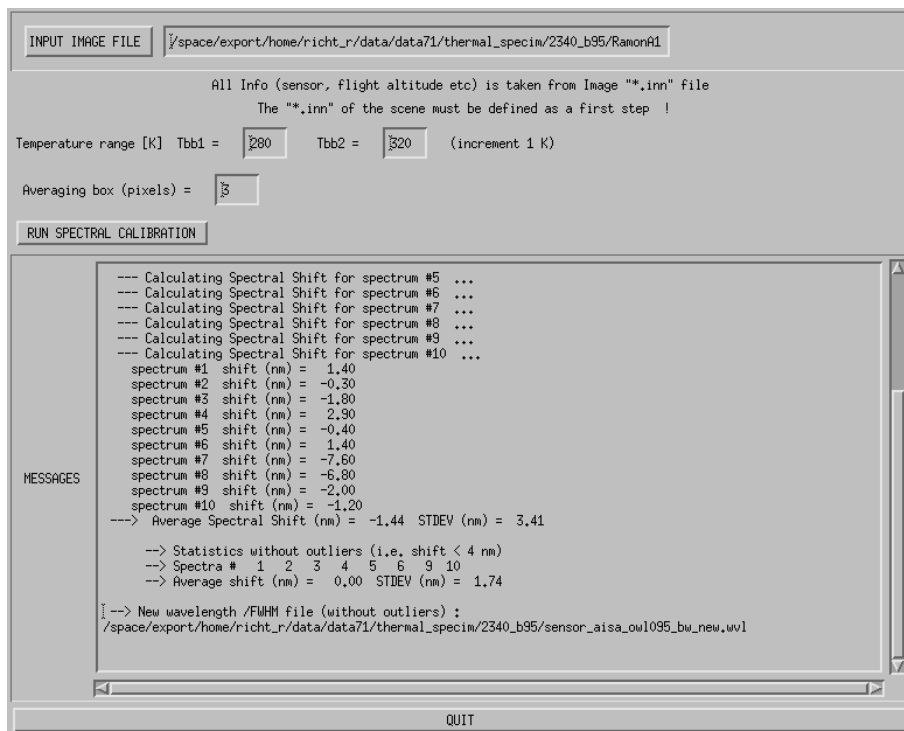 INPUT IMAGE FILE /space/export/home/richt_r/data/data71/thermal_specim/2340_b95/RamonA1
All Info (sensor, flight altitude etc) is taken from Image "*.inn" file
The "*.inn" of the scene must be defined as a first step !
Temperature range [K] Tbb1 = 280 Tbb2 = 320 (increment 1 K)
Averaging box (pixels) = 3
RUN SPECTRAL CALIBRATION
--- Calculating Spectral Shift for spectrum #5 ...
--- Calculating Spectral Shift for spectrum #6 ...
--- Calculating Spectral Shift for spectrum #7 ...
--- Calculating Spectral Shift for spectrum #8 ...
--- Calculating Spectral Shift for spectrum #9 ...
--- Calculating Spectral Shift for spectrum #10 ...
spectrum #1 shift (nm) = 1.40
spectrum #2 shift (nm) = -0.30
spectrum #3 shift (nm) = -1.80
spectrum #4 shift (nm) = 2.90
spectrum #5 shift (nm) = -0.40
spectrum #6 shift (nm) = 1.40
spectrum #7 shift (nm) = -7.60
spectrum #8 shift (nm) = -6.80
spectrum #9 shift (nm) = -2.00
spectrum #10 shift (nm) = -1.20
---> Average Spectral Shift (nm) = -1.44 STDEV (nm) = 3.41
--> Statistics without outliers (i.e. shift < 4 nm)
--> Spectra # 1 2 3 4 5 6 9 10
--> Average shift (nm) = 0.00 STDEV (nm) = 1.74
--> New wavelength /FWHM file (without outliers) :
/space/export/home/richt_r/data/data71/thermal_specim/2340_b95/sensor_aisa_owl095_bw_new.wvl
MESSAGES
QUIT